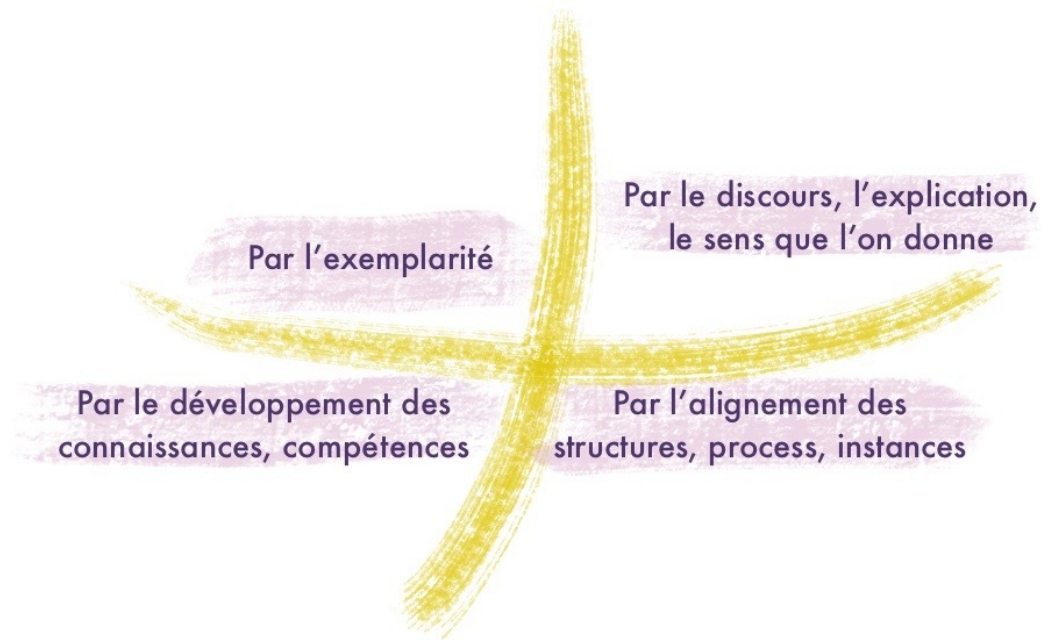 Par l’exemplarité
Par le discours, l’explication,
le sens que l’on donne
Par le développement des
connaissances, compétences
Par l’alignement des
structures, process, instances